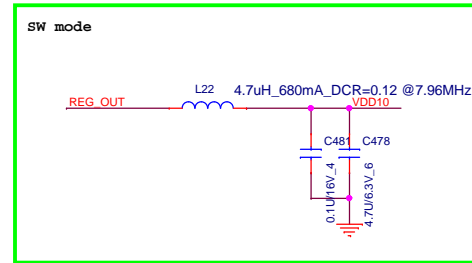 SW mode
L22 4.7uH_680mA_DCR=0.12 @7.96MHz
REG_OUT
VDD10
C481
C478
0.1U/16V_4
4.7U/6.3V_6